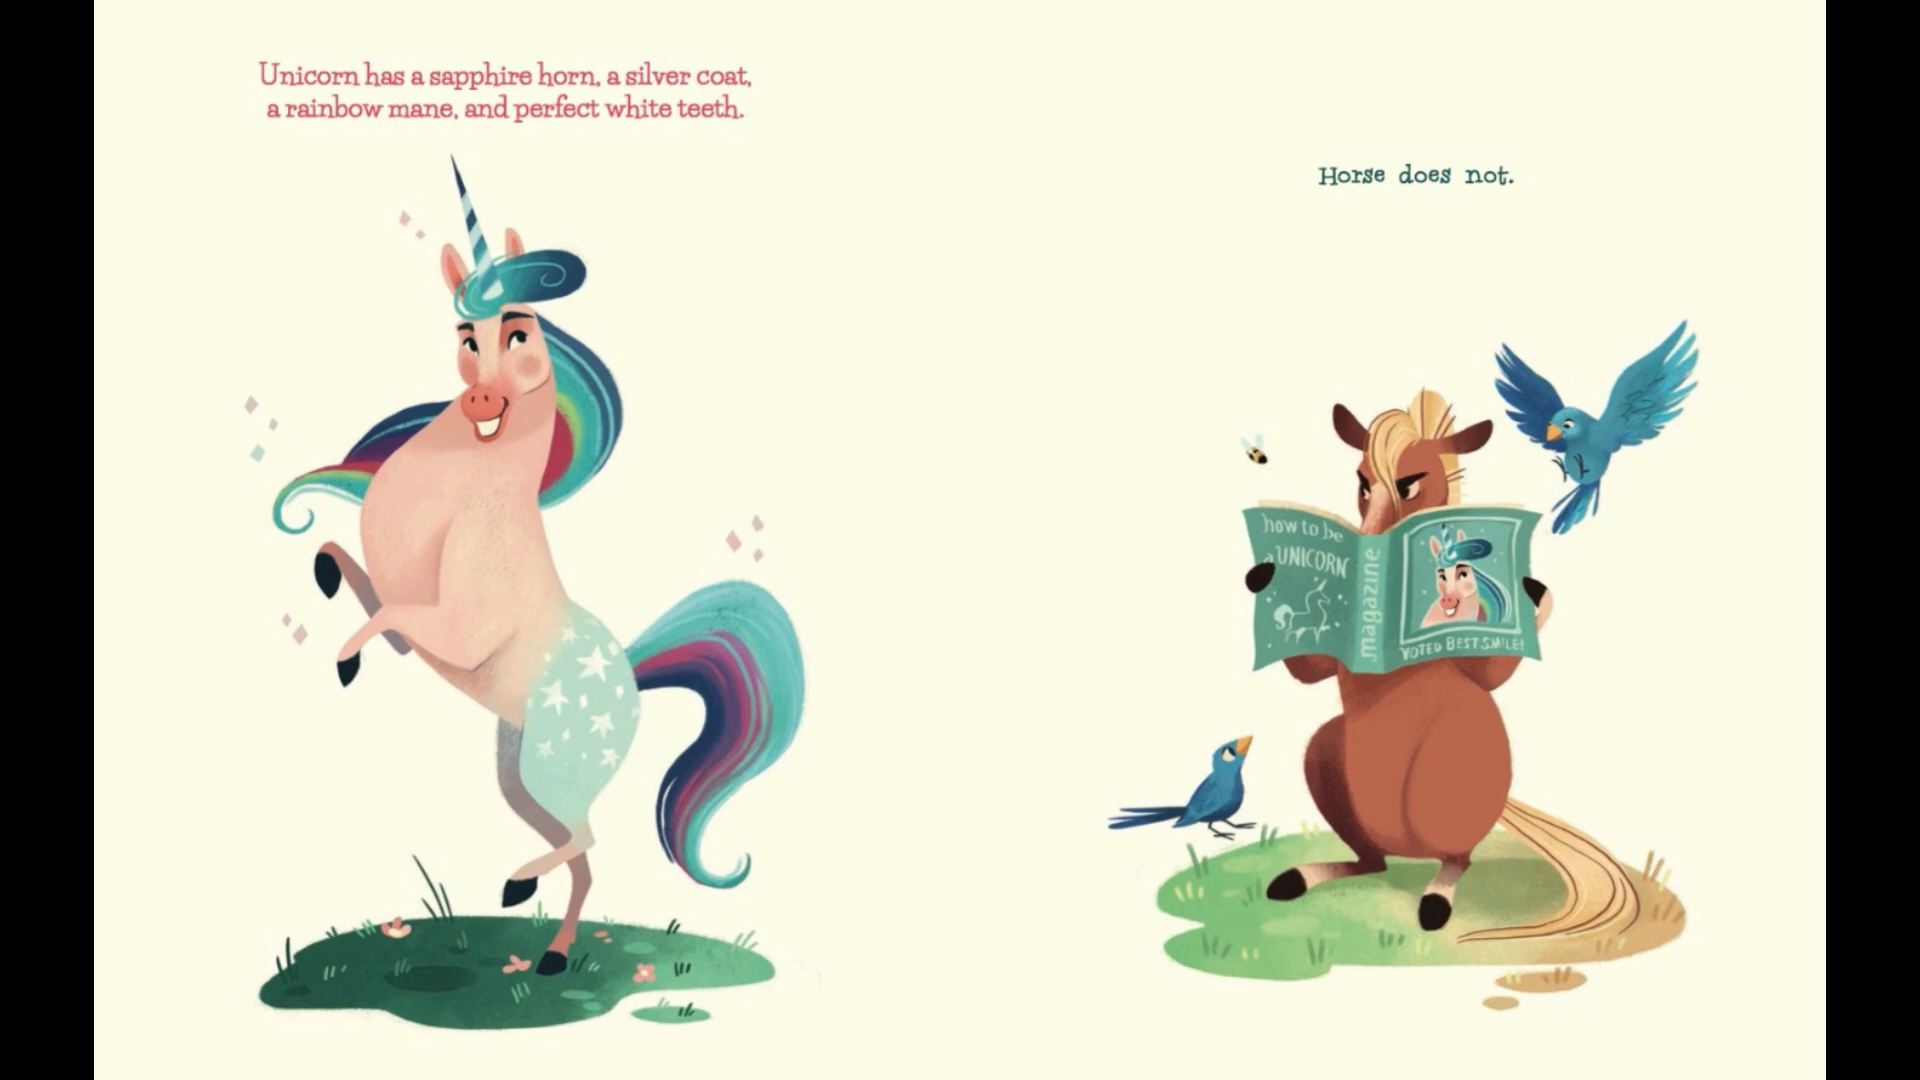 Unicorn has a sapphire horn, a silver coat,
a rainbow mane, and perfect white teeth.
Horse does not.
how to be
a UNICORN
magazine
VOTED BEST SMILE!